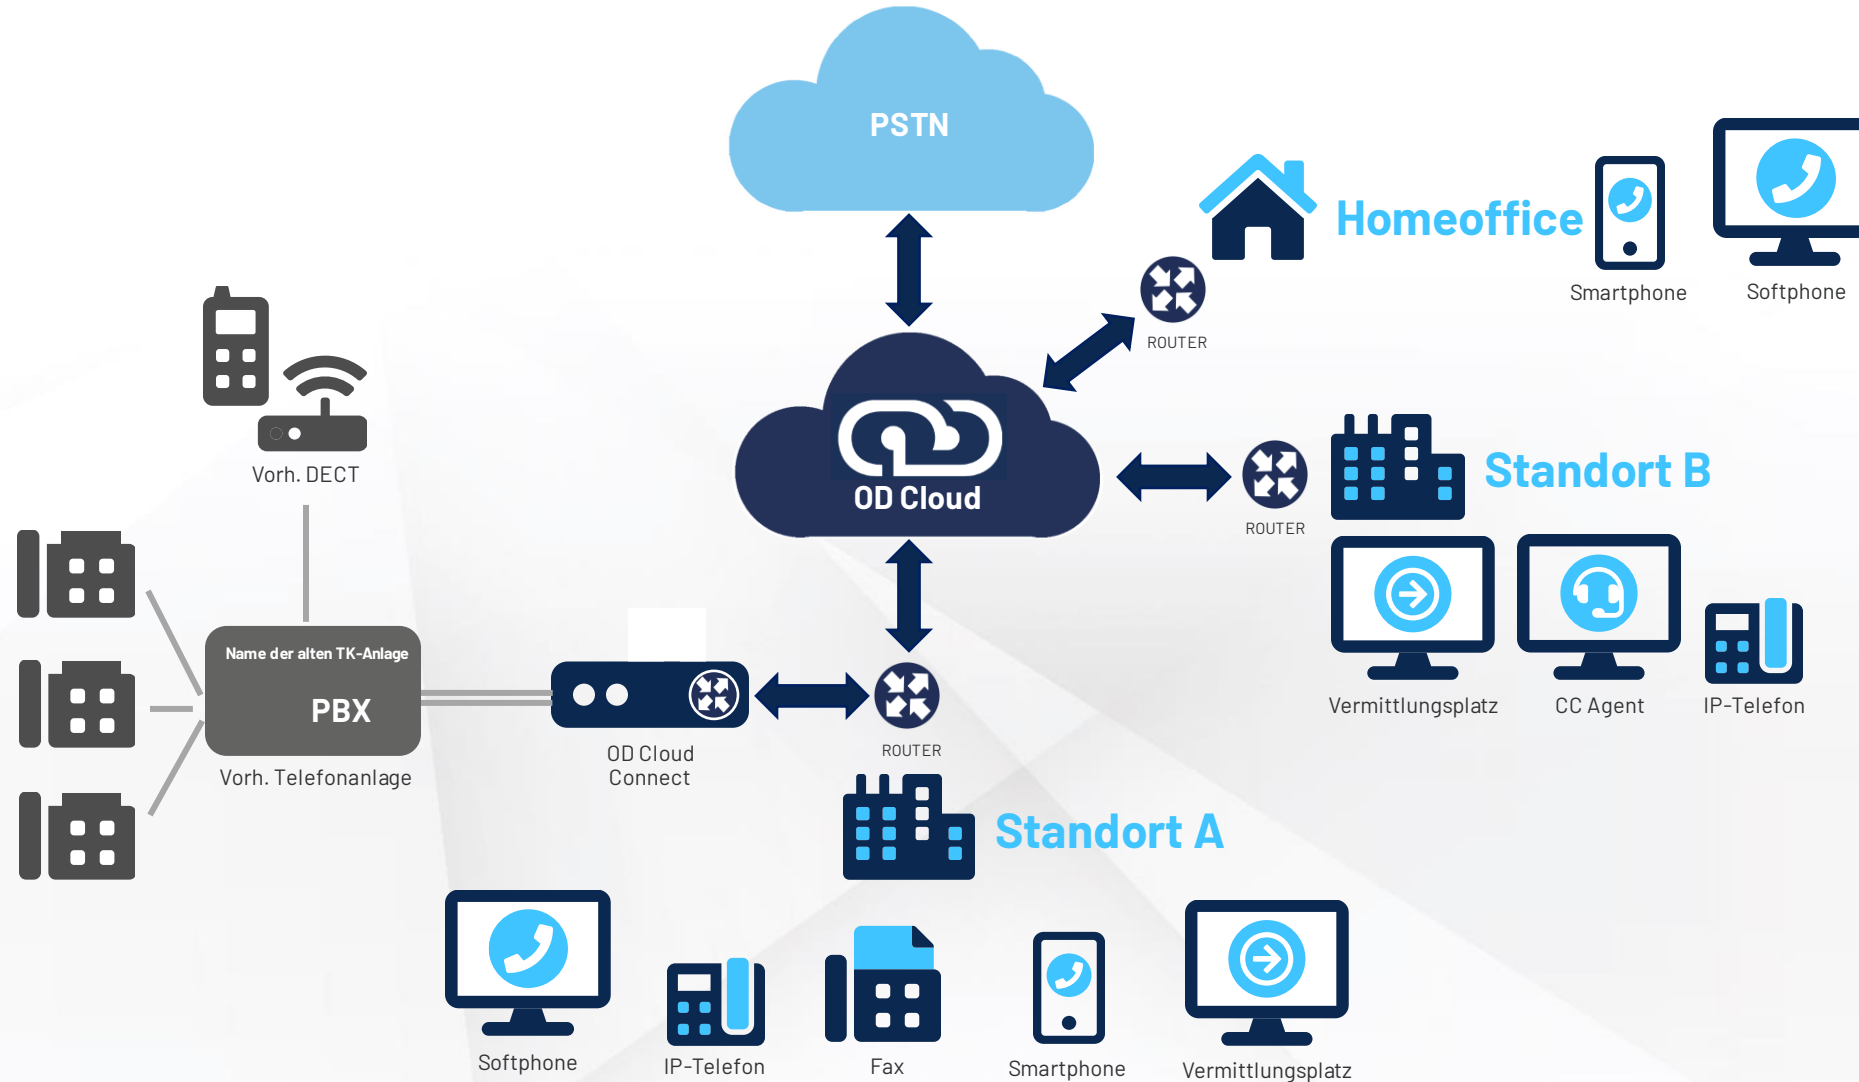 PSTN
Homeoffice
Smartphone
Softphone
ROUTER
Vorh. DECT
OD Cloud
Standort B
ROUTER
Name der alten TK-Anlage
PBX
Vorh. Telefonanlage
OD Cloud
Connect
ROUTER
Vermittlungsplatz
CC Agent
IP-Telefon
Standort A
Softphone
IP-Telefon
Fax
Smartphone
Vermittlungsplatz